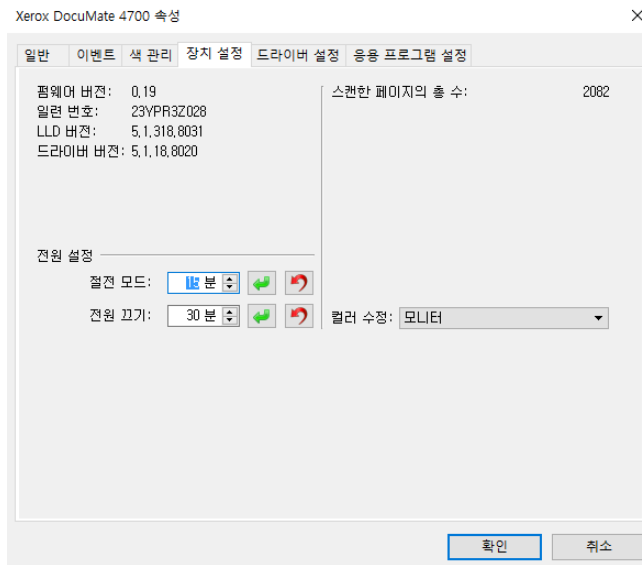 Xerox DocuMate 4700 속성
일반 이벤트 색 관리 장치 설정 드라이버 설정 응용 프로그램 설정
펌웨어 버전: 0.19
일련 번호: 23YPR3Z028
LLD 버전: 5,1,318,8031
드라이버 버전: 5,1,18,8020
스캔한 페이지의 총 수: 2082
전원 설정
절전 모드: 분
전원 끄기: 30 분
컬러 수정: 모니터
확인 취소